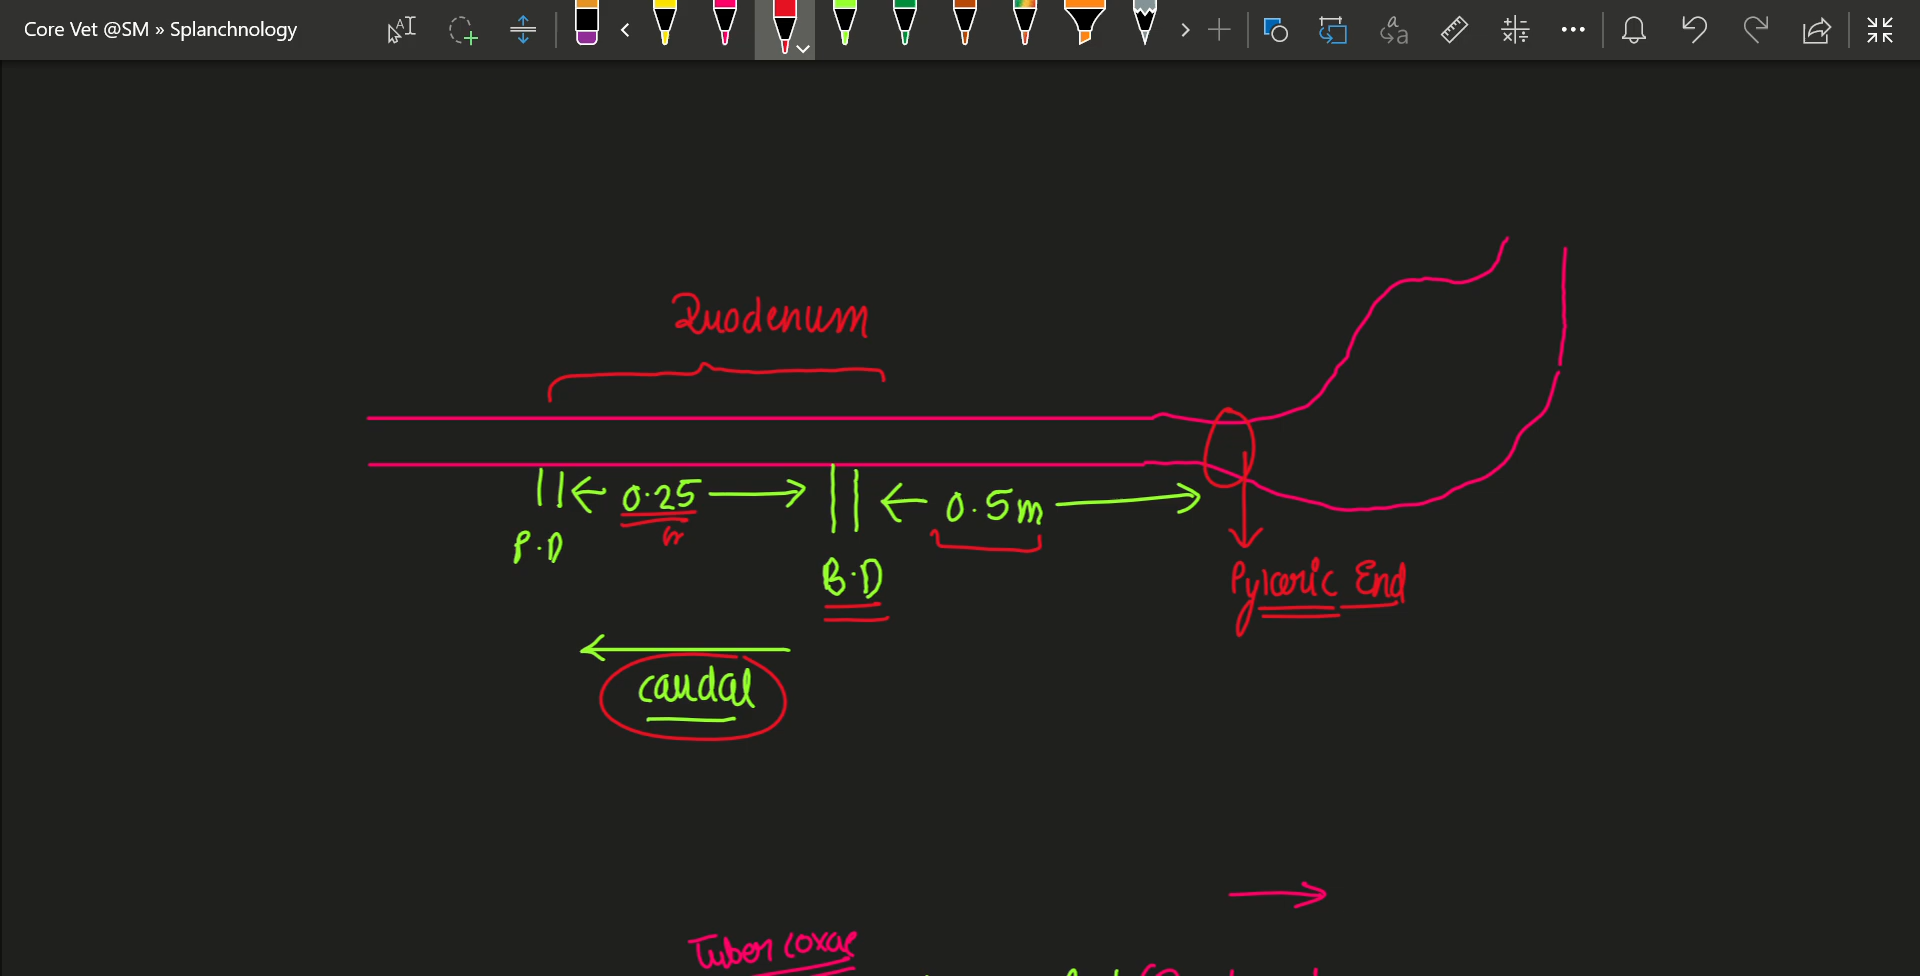 Core Vet @SM » Splanchnology
Duodenum
0.25
m
0.5m
P.D
B.D
Pyloric End
caudal
Tuber coxae